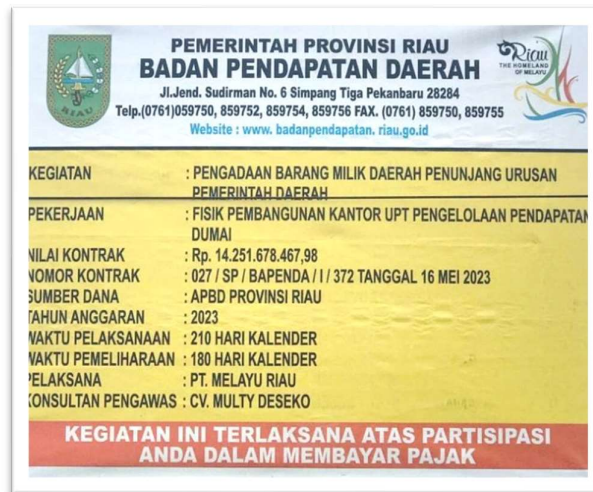 PEMERINTAH PROVINSI RIAU
BADAN PENDAPATAN DAERAH
Jl.Jend. Sudirman No. 6 Simpang Tiga Pekanbaru 28284
Telp.(0761)059750, 859752, 859754, 859756 FAX. (0761) 859750, 859755
Website : www. badanpendapatan. riau.go.id
RIAU
Riau
THE HOMELAND
OF MELAYU
KEGIATAN : PENGADAAN BARANG MILIK DAERAH PENUNJANG URUSAN
PEMERINTAH DAERAH
PEKERJAAN : FISIK PEMBANGUNAN KANTOR UPT PENGELOLAAN PENDAPATAN
DUMAI
NILAI KONTRAK : Rp. 14.251.678.467,98
NOMOR KONTRAK : 027 / SP / BAPENDA / I / 372 TANGGAL 16 MEI 2023
SUMBER DANA : APBD PROVINSI RIAU
TAHUN ANGGARAN : 2023
WAKTU PELAKSANAAN : 210 HARI KALENDER
WAKTU PEMELIHARAAN : 180 HARI KALENDER
PELAKSANA : PT. MELAYU RIAU
KONSULTAN PENGAWAS : CV. MULTY DESEKO
KEGIATAN INI TERLAKSANA ATAS PARTISIPASI
ANDA DALAM MEMBAYAR PAJAK